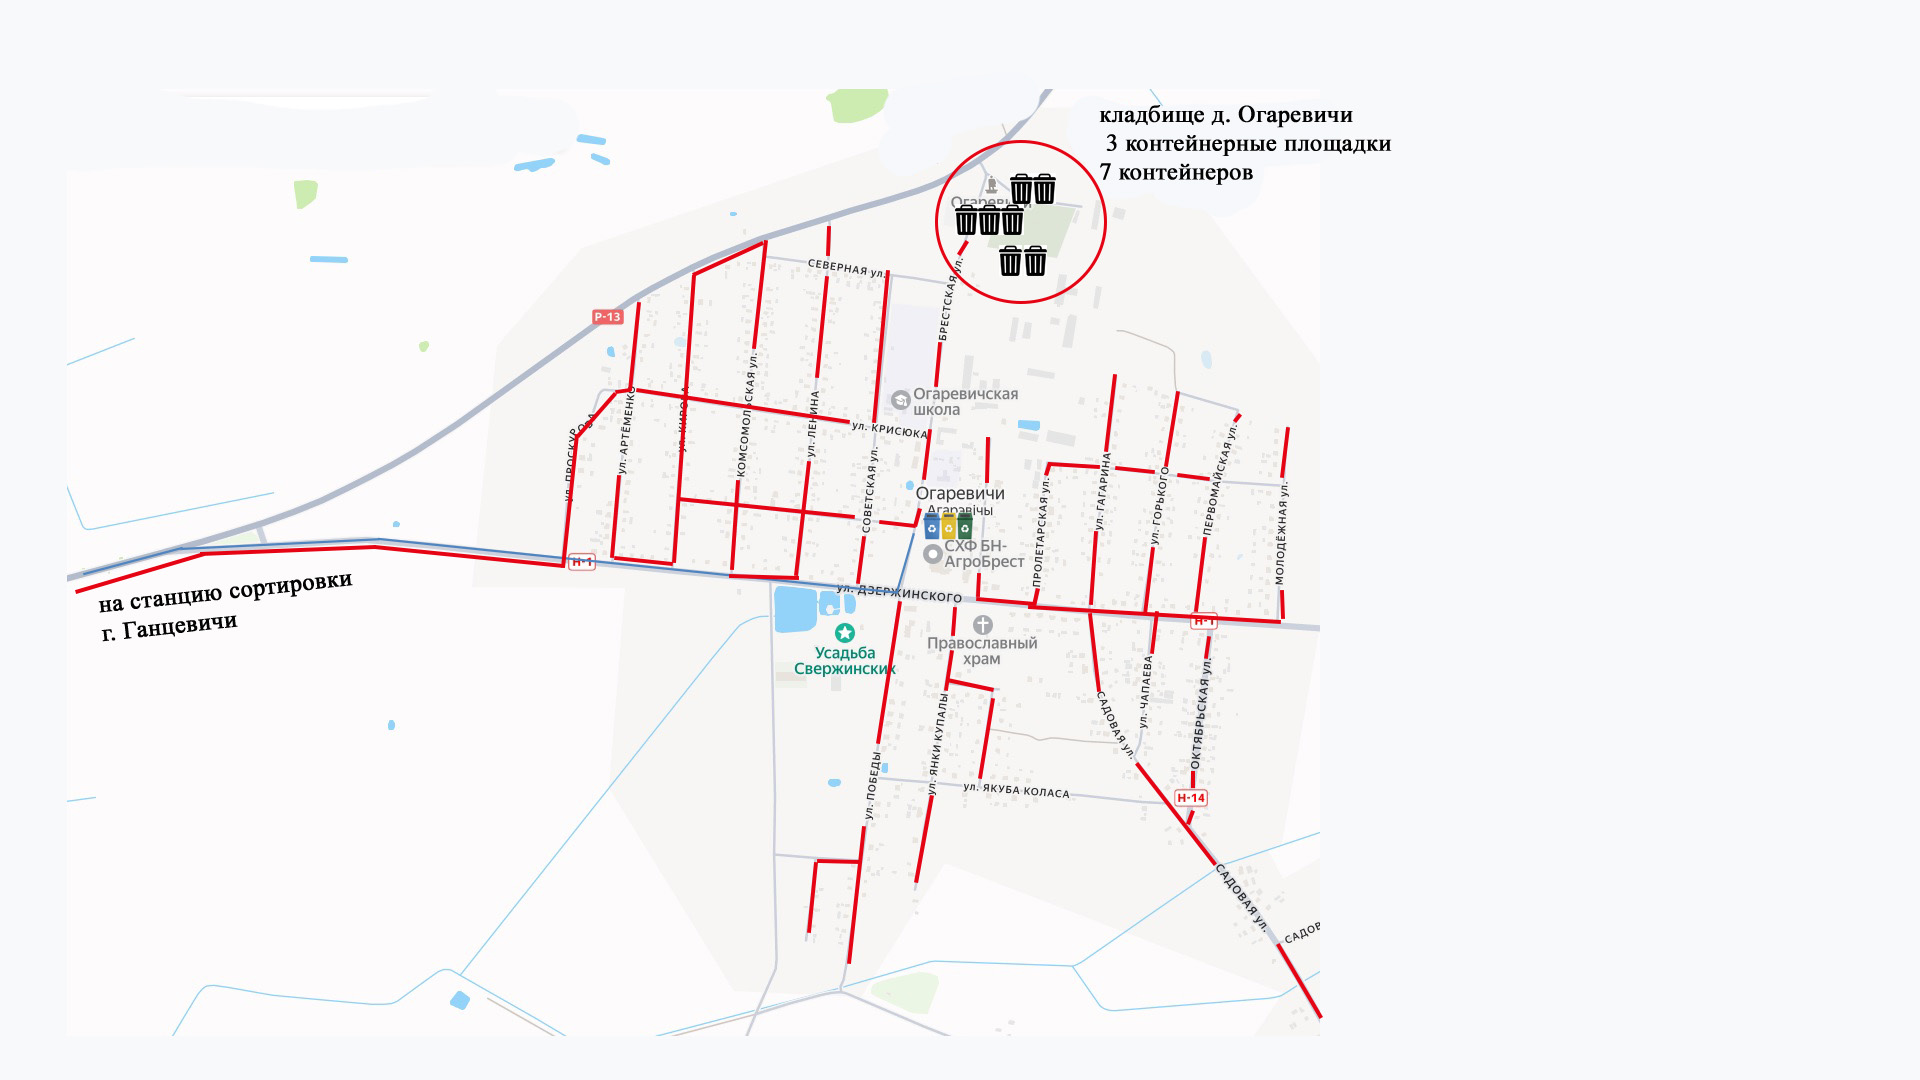 кладбище д. Огаревичи
3 контейнерные площадки
7 контейнеров
СЕВЕРНАЯ ул.
БРЕСТСКАЯ ул.
Р-13
Огаревичская
школа
ул. КРИСЮКА
ул. ПРОСКУРОВА
ул. АРТЁМЕНКО
ул. КИРОВА
КОМСОМОЛЬСКАЯ ул.
ул. ЛЕНИНА
СОВЕТСКАЯ ул.
Огаревичи
Агарэвічы
СХФ БН-
АгроБрест
ПРОЛЕТАРСКАЯ ул.
ул. ГАГАРИНА
ул. ГОРЬКОГО
ПЕРВОМАЙСКАЯ ул.
МОЛОДЁЖНАЯ ул.
Н-1
на станцию сортировки
г. Ганцевичи
ул. ДЗЕРЖИНСКОГО
Н-1
Православный
храм
Усадьба
Свержинских
САДОВАЯ ул.
ул. ЧАПАЕВА
ОКТЯБРЬСКАЯ ул.
ул. ПОБЕДЫ
ул. ЯНКИ КУПАЛЫ
ул. ЯКУБА КОЛАСА
Н-14
САДОВАЯ ул.
САДОВ